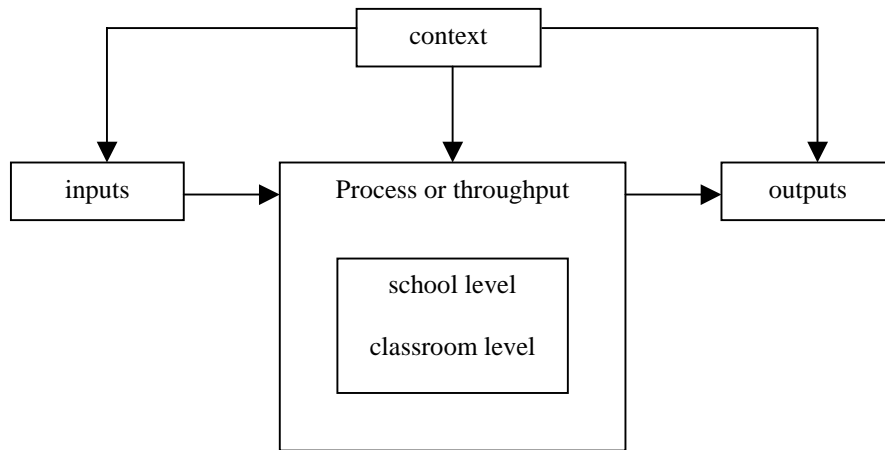 context
inputs
Process or throughput
outputs
school level
classroom level